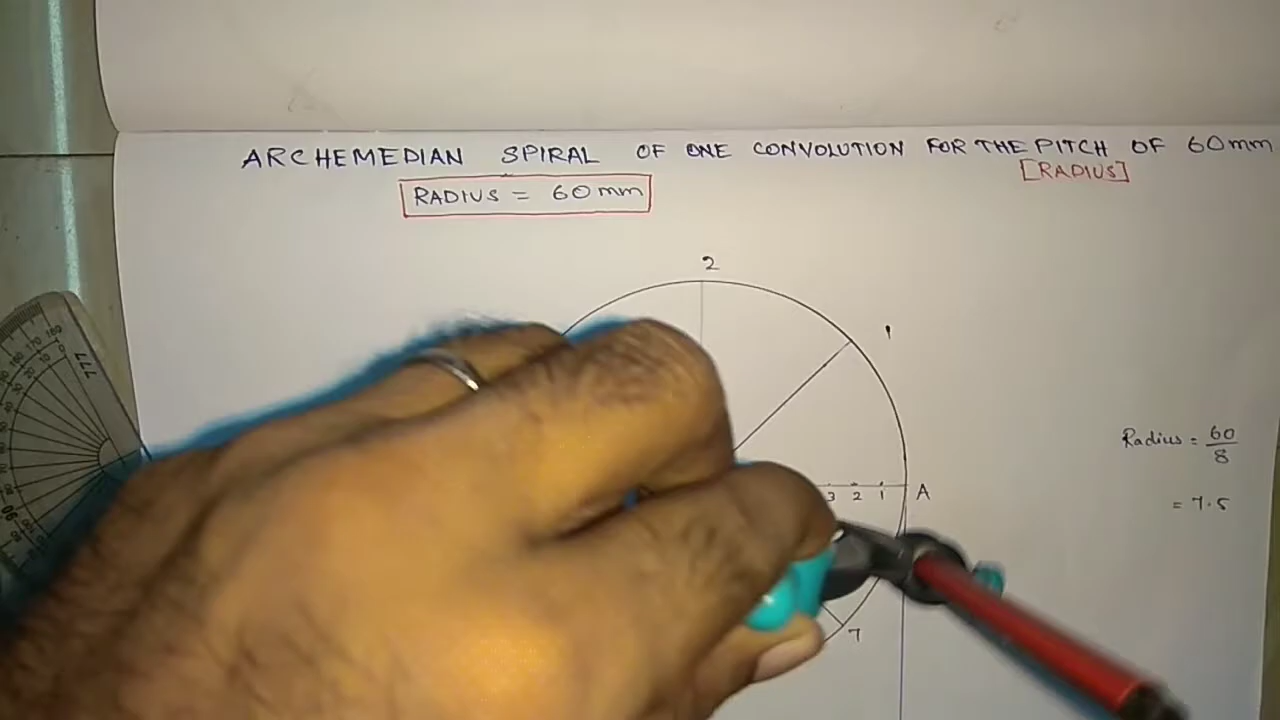 ARCHEMEDIAN SPIRAL OF ONE CONVOLUTION FOR THE PITCH OF 60mm
[RADIUS]
RADIUS = 60mm
2
1
Radius = 60/8
= 7.5
3 2 1 A
7
777